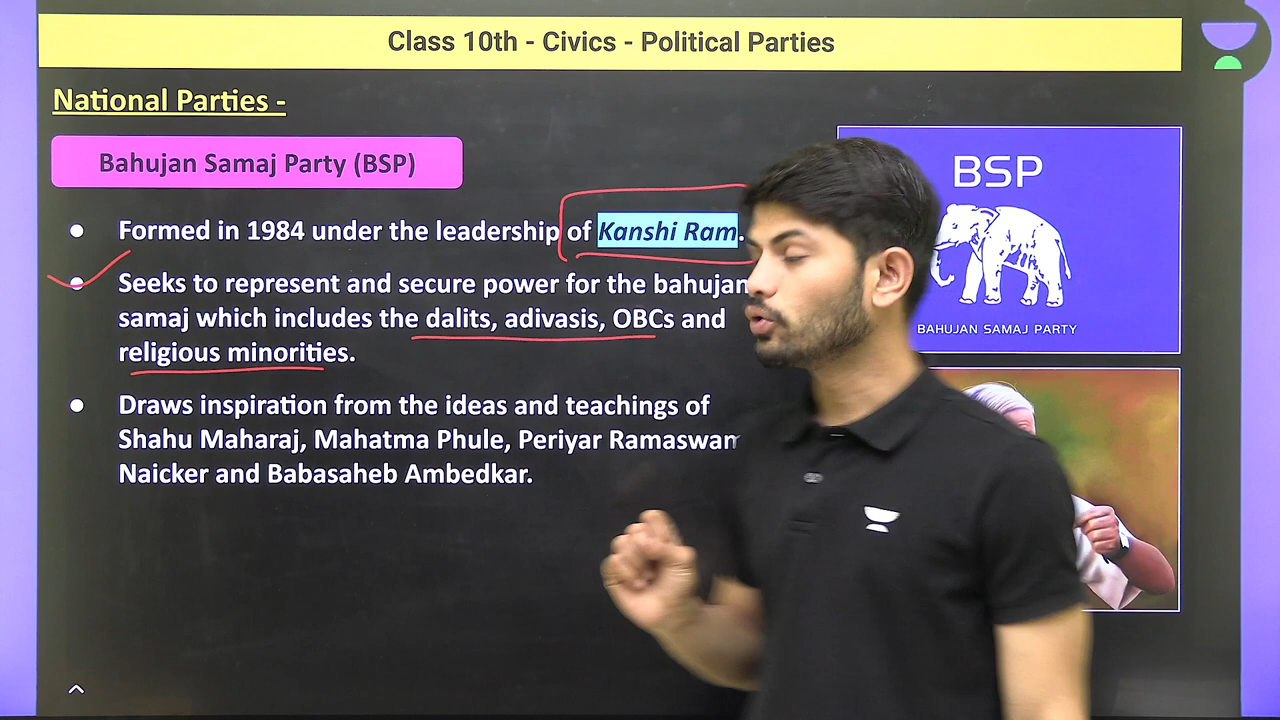 Class 10th - Civics - Political Parties
National Parties -
Bahujan Samaj Party (BSP)
Formed in 1984 under the leadership of Kanshi Ram.
Seeks to represent and secure power for the bahujan
samaj which includes the dalits, adivasis, OBCs and
religious minorities.
Draws inspiration from the ideas and teachings of
Shahu Maharaj, Mahatma Phule, Periyar Ramaswam
Naicker and Babasaheb Ambedkar.
BSP
BAHUJAN SAMAJ PARTY